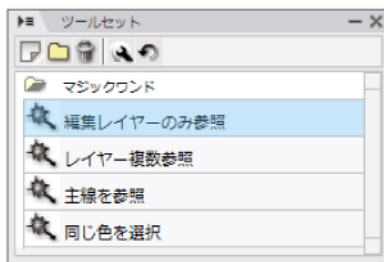 ツールセット
マジックワンド
編集レイヤーのみ参照
レイヤー複数参照
主線を参照
同じ色を選択